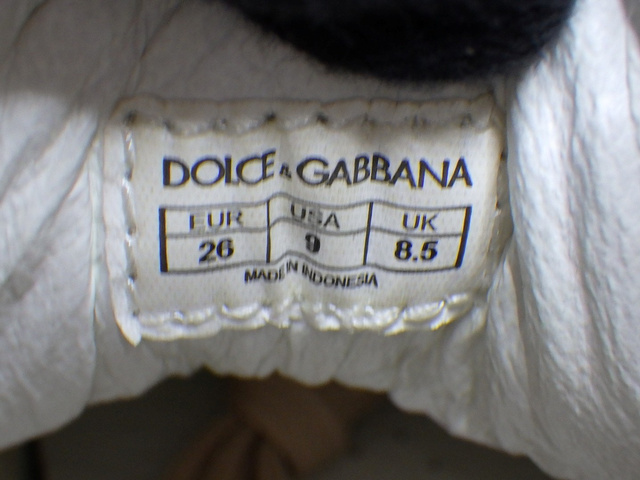 DOLCE & GABBANA
EUR USA UK
26 9 8.5
MADE IN INDONESIA